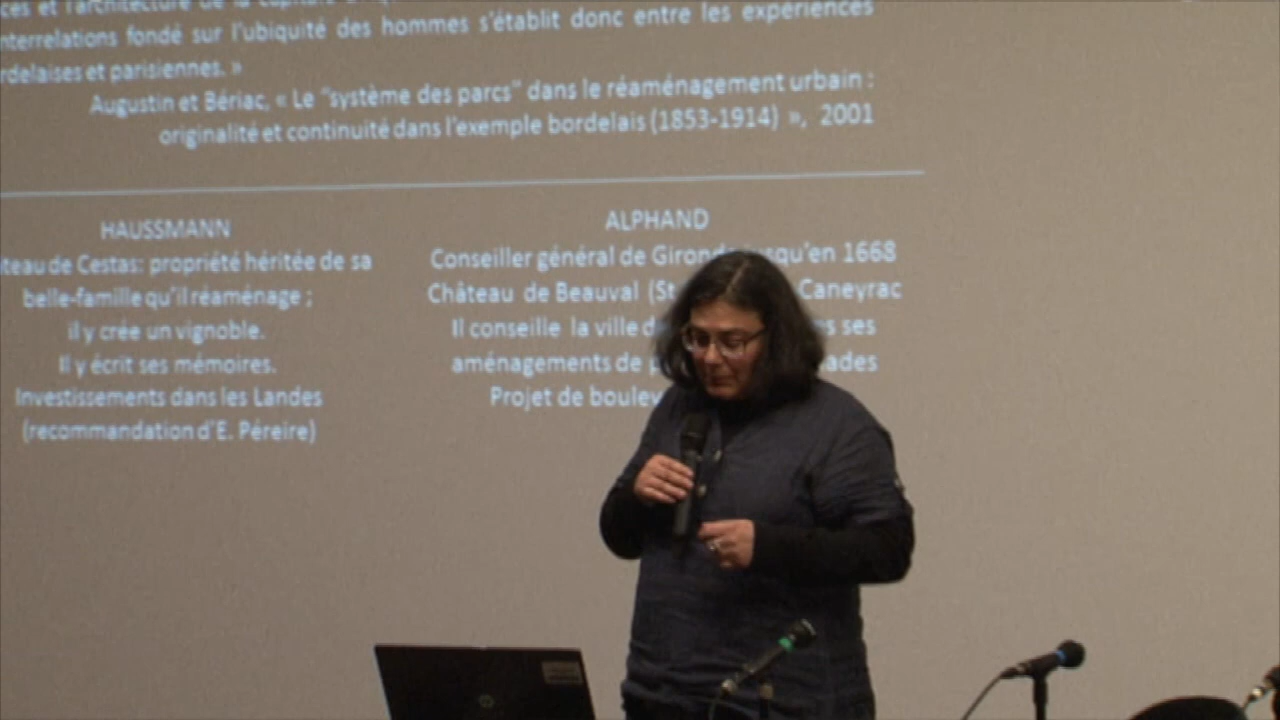 ces et l'architecture de la capitale
nterrelations fondé sur l'ubiquité des hommes s'établit donc entre les expériences
rdelaises et parisiennes. »
Augustin et Bériac, « Le "système des parcs" dans le réaménagement urbain :
originalité et continuité dans l'exemple bordelais (1853-1914) », 2001
HAUSSMANN
teau de Cestas: propriété héritée de sa
belle-famille qu'il réaménage ;
il y crée un vignoble.
Il y écrit ses mémoires.
Investissements dans les Landes
(recommandation d'E. Péreire)
ALPHAND
Conseiller général de Gironde jusqu'en 1668
Château de Beauval (St Caneyrac
Il conseille la ville d s ses
aménagements de p ades
Projet de boulev